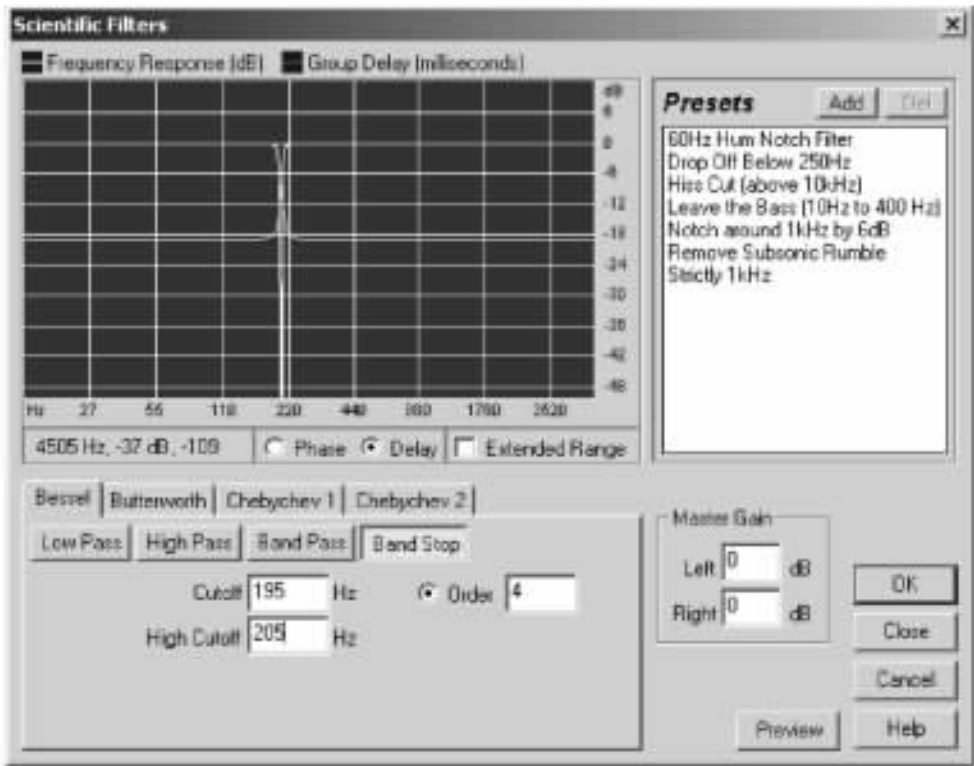 Scientific Filters
Frequency Response (dB) Group Delay (miliseconds)
dB
6
0
-6
-12
-18
-24
-30
-36
-42
-48
Hz 27 55 110 220 440 880 1760 3520
4505 Hz, -37 dB, -109
Phase Delay Extended Range
Presets Add Del
60Hz Hum Notch Filter
Drop Off Below 250Hz
Hiss Cut (above 10kHz)
Leave the Bass (10Hz to 400 Hz)
Notch around 1kHz by 6dB
Remove Subsonic Rumble
Strictly 1kHz
Bessel Butterworth Chebychev 1 Chebychev 2
Low Pass High Pass Band Pass Band Stop
Cutoff 195 Hz Order 4
High Cutoff 205 Hz
Master Gain
Left 0 dB
Right 0 dB
OK
Close
Cancel
Preview Help